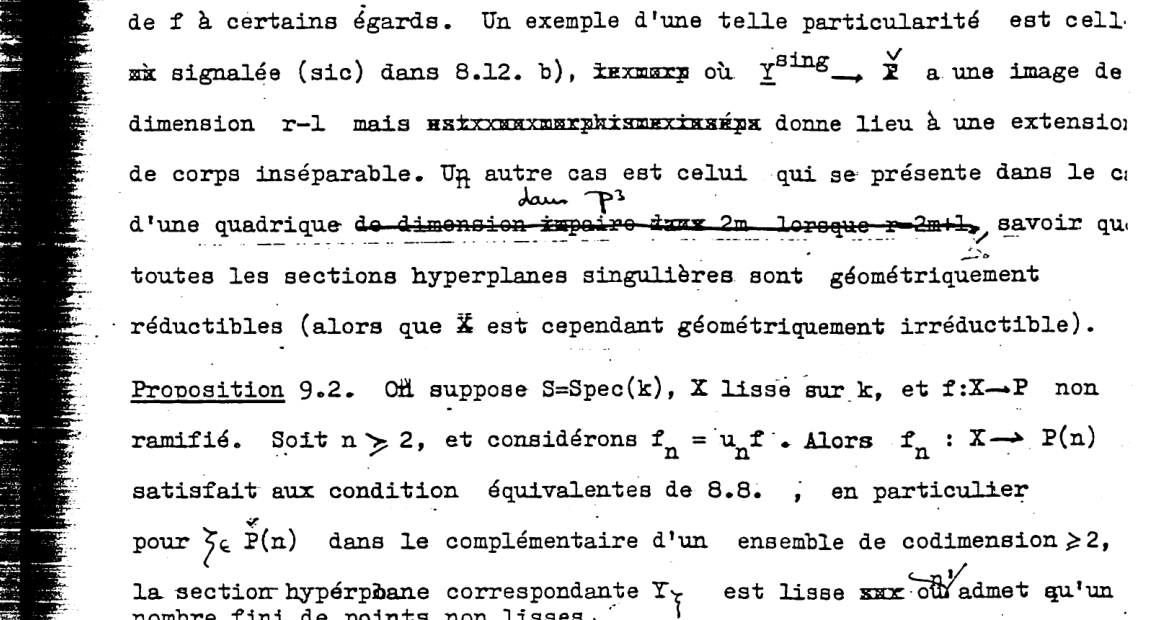 de f à certains égards. Un exemple d'une telle particularité est cell
signalée (sic) dans 8.12. b), où Y^sing → P̌ a une image de
dimension r-1 mais donne lieu à une extension
de corps inséparable. Un autre cas est celui qui se présente dans le ca
dans P³
d'une quadrique de dimension impaire dans 2m lorsque r=2m+1, savoir que
toutes les sections hyperplanes singulières sont géométriquement
réductibles (alors que X̌ est cependant géométriquement irréductible).
Proposition 9.2. On suppose S=Spec(k), X lisse sur k, et f:X→P non
ramifié. Soit n ⩾ 2, et considérons f_n = u_n f . Alors f_n : X → P(n)
satisfait aux condition équivalentes de 8.8. , en particulier
pour ξ ϵ P̌(n) dans le complémentaire d'un ensemble de codimension ⩾ 2,
la section hypérplane correspondante Y_ξ est lisse ou n'admet qu'un
nombre fini de points non lisses.